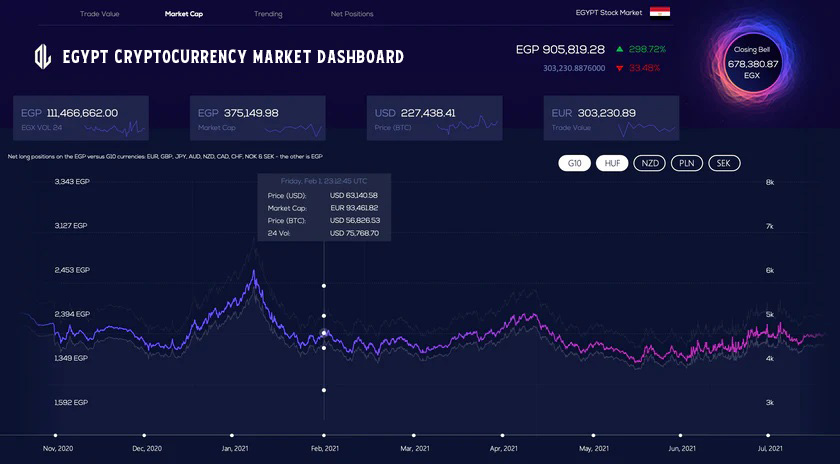 Trade Value Market Cap Trending Net Positions EGYPT Stock Market
EGYPT CRYPTOCURRENCY MARKET DASHBOARD
EGP 905,819.28 298.72%
303,230.8876000 33.48%
Closing Bell
678,380.87
EGX
EGP 111,466,662.00
EGX VOL 24
EGP 375,149.98
Market Cap
USD 227,438.41
Price (BTC)
EUR 303,230.89
Trade Value
Net long positions on the EGP versus G10 currencies: EUR, GBP, JPY, AUD, NZD, CAD, CHF, NOK & SEK - the other is EGP
G10 HUF NZD PLN SEK
Friday, Feb 1, 23:12:45 UTC
Price (USD): USD 63,140.58
Market Cap: EUR 93,461.82
Price (BTC): USD 56,826.53
24 Vol: USD 75,768.70
3,343 EGP 8k
3,127 EGP 7k
2,453 EGP 6k
2,394 EGP 5k
1349 EGP 4k
1,592 EGP 3k
Nov, 2020 Dec, 2020 Jan, 2021 Feb, 2021 Mar, 2021 Apr, 2021 May, 2021 Jun, 2021 Jul, 2021